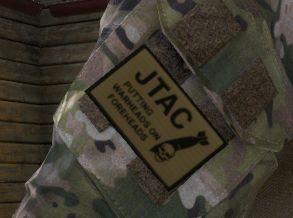 JTAC
PUTTING
WARHEADS ON
FOREHEADS